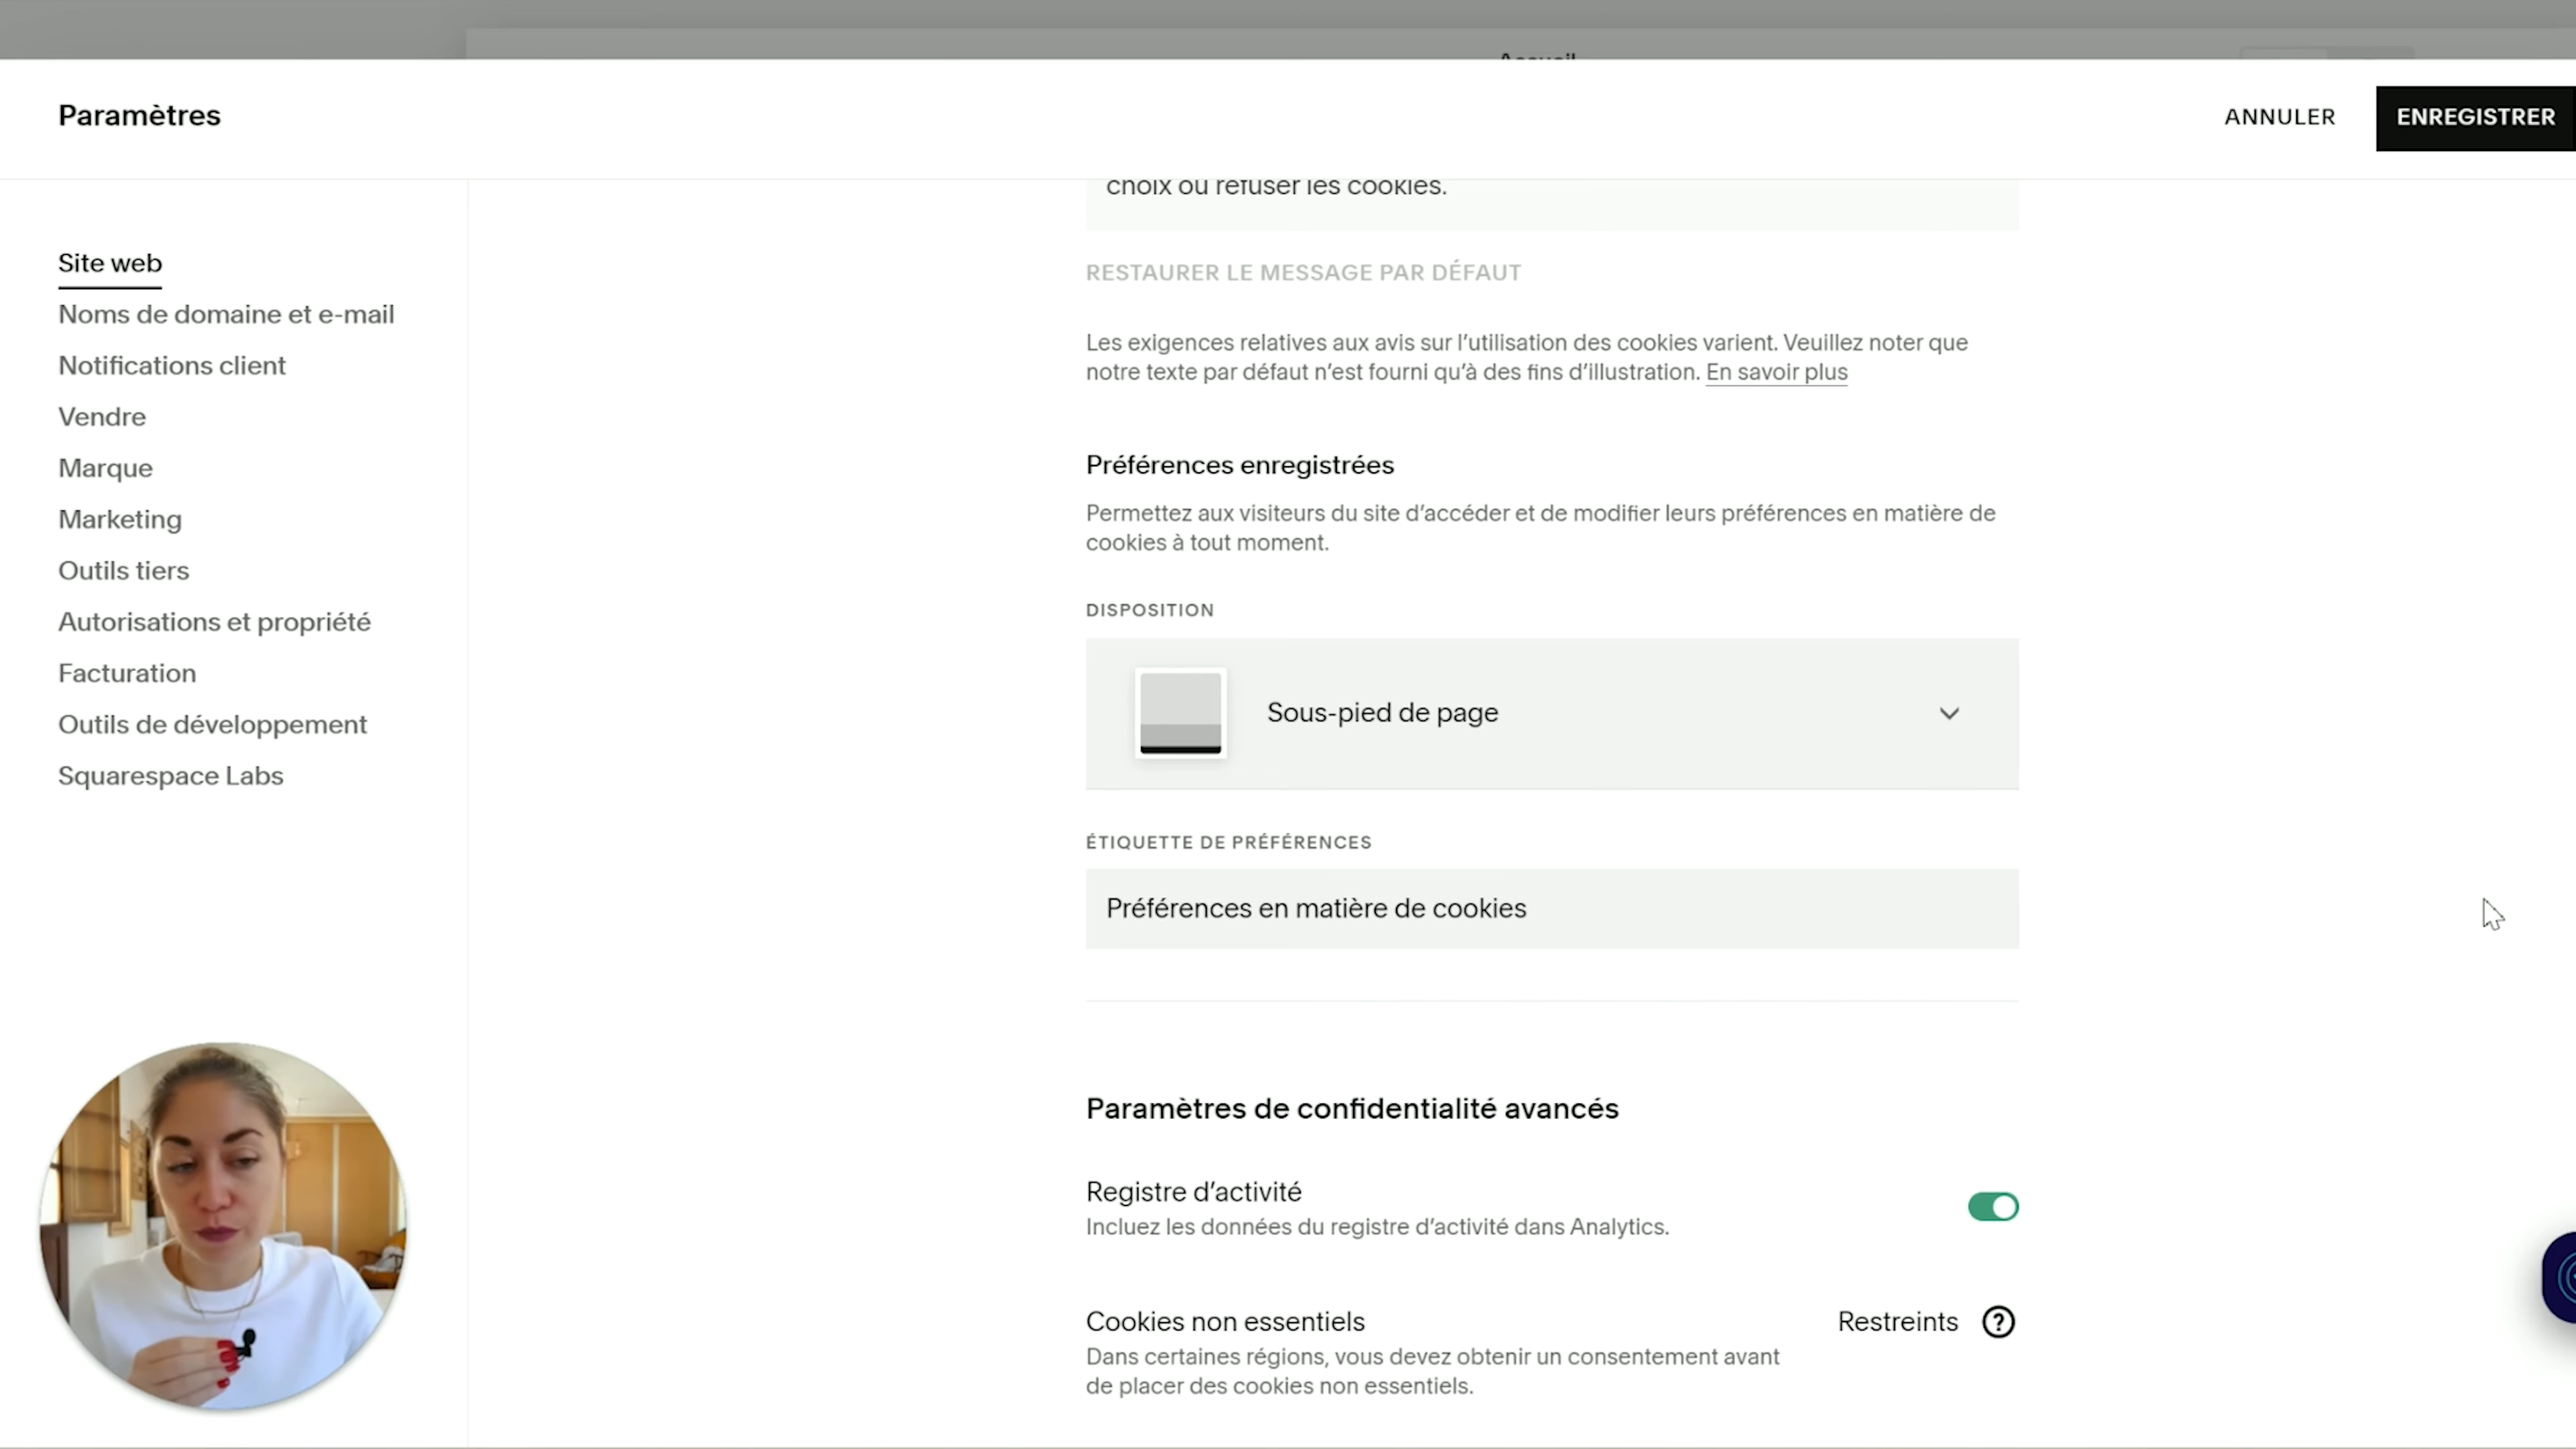 Accueil
Paramètres
ANNULER
ENREGISTRER
choix ou refuser les cookies.
RESTAURER LE MESSAGE PAR DÉFAUT
Les exigences relatives aux avis sur l’utilisation des cookies varient. Veuillez noter que
notre texte par défaut n’est fourni qu’à des fins d’illustration. En savoir plus
Site web
Noms de domaine et e-mail
Notifications client
Vendre
Marque
Marketing
Outils tiers
Autorisations et propriété
Facturation
Outils de développement
Squarespace Labs
Préférences enregistrées
Permettez aux visiteurs du site d’accéder et de modifier leurs préférences en matière de
cookies à tout moment.
DISPOSITION
Sous-pied de page
ÉTIQUETTE DE PRÉFÉRENCES
Préférences en matière de cookies
Paramètres de confidentialité avancés
Registre d’activité
Incluez les données du registre d’activité dans Analytics.
Cookies non essentiels
Restreints
Dans certaines régions, vous devez obtenir un consentement avant
de placer des cookies non essentiels.